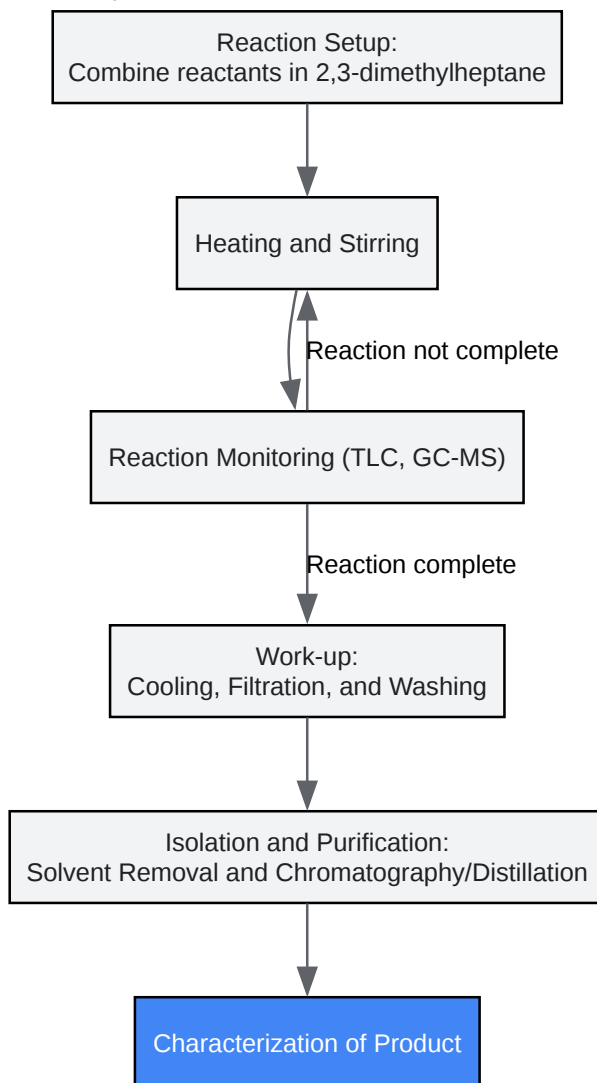 Reaction Setup:
Combine reactants in 2,3-dimethylheptane
Heating and Stirring
Reaction not complete
Reaction Monitoring (TLC, GC-MS)
Reaction complete
Work-up:
Cooling, Filtration, and Washing
Isolation and Purification:
Solvent Removal and Chromatography/Distillation
Characterization of Product